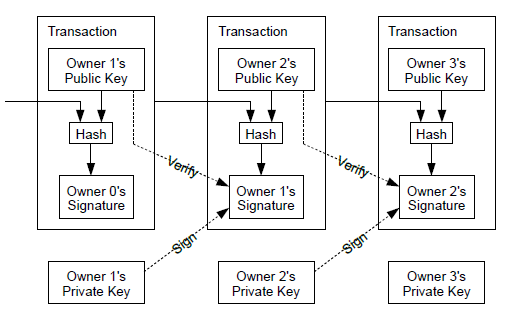 Transaction
Owner 1's
Public Key
Hash
Owner 0's
Signature
Transaction
Owner 2's
Public Key
Hash
Verify
Owner 1's
Signature
Transaction
Owner 3's
Public Key
Hash
Verify
Owner 2's
Signature
Owner 1's
Private Key
Sign
Owner 2's
Private Key
Sign
Owner 3's
Private Key